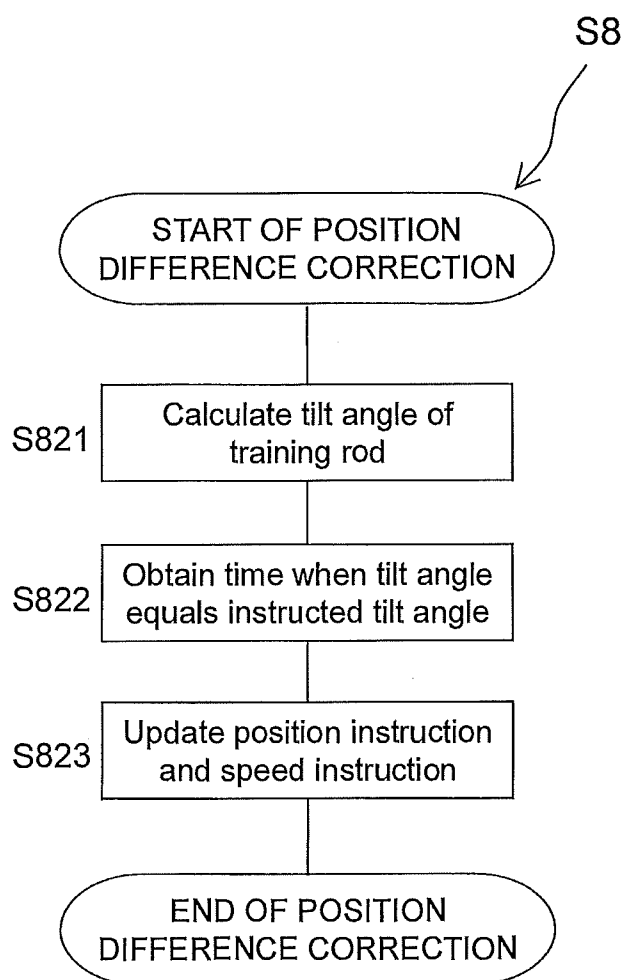 S8
START OF POSITION
DIFFERENCE CORRECTION
S821
Calculate tilt angle of
training rod
S822
Obtain time when tilt angle
equals instructed tilt angle
S823
Update position instruction
and speed instruction
END OF POSITION
DIFFERENCE CORRECTION